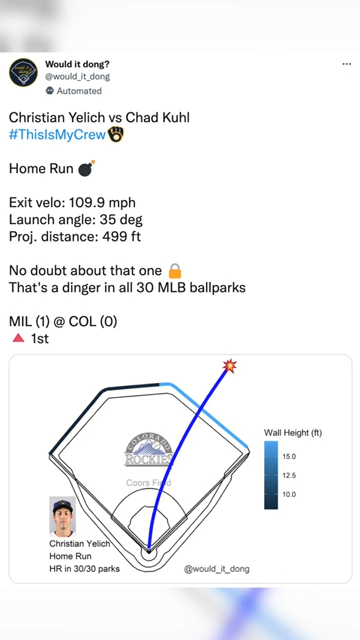 Would it dong?
@would_it_dong
Automated
Christian Yelich vs Chad Kuhl
#ThisIsMyCrew
Home Run
Exit velo: 109.9 mph
Launch angle: 35 deg
Proj. distance: 499 ft
No doubt about that one
That's a dinger in all 30 MLB ballparks
MIL (1) @ COL (0)
1st
COLORADO
ROCKIES
Coors Field
Wall Height (ft)
15.0
12.5
10.0
Christian Yelich
Home Run
HR in 30/30 parks
@would_it_dong